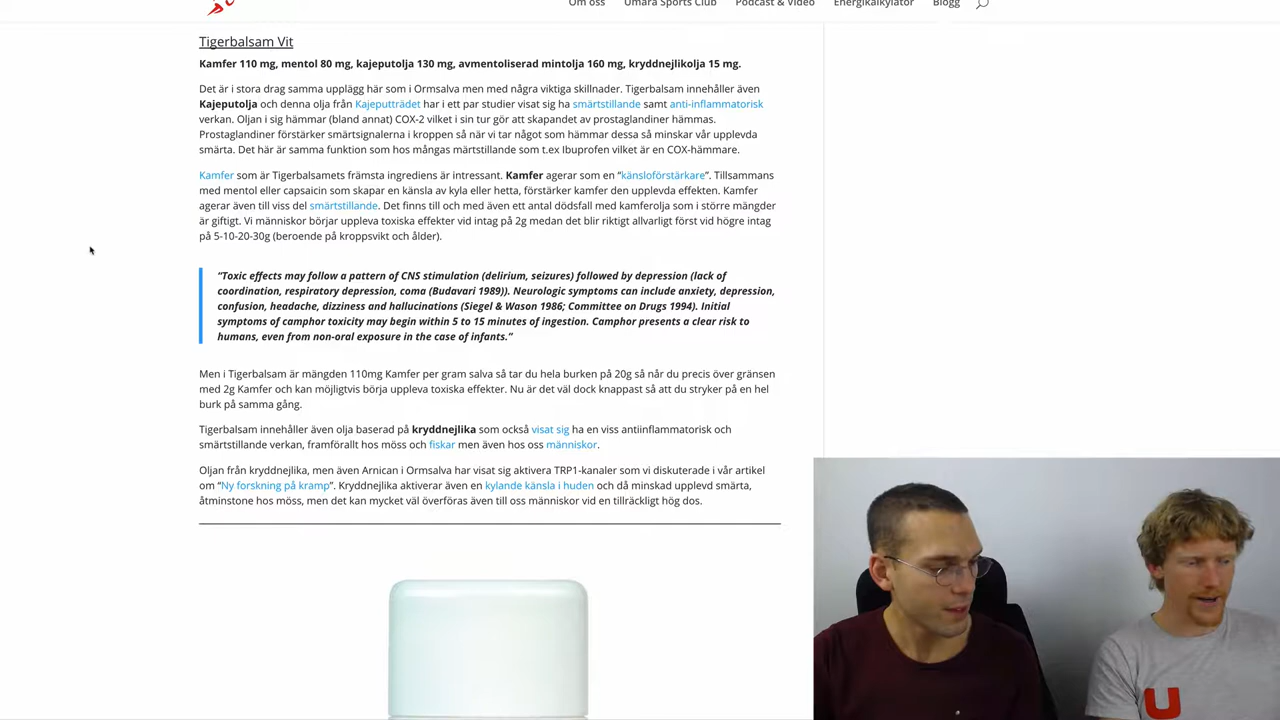 Om oss Umara Sports Club Podcast & Video Energikalkylator Blogg
Tigerbalsam Vit
Kamfer 110 mg, mentol 80 mg, kajeputolja 130 mg, avmentoliserad mintolja 160 mg, kryddnejlikolja 15 mg.
Det är i stora drag samma upplägg här som i Ormsalva men med några viktiga skillnader. Tigerbalsam innehåller även
Kajeputolja och denna olja från Kajeputträdet har i ett par studier visat sig ha smärtstillande samt anti-inflammatorisk
verkan. Oljan i sig hämmar (bland annat) COX-2 vilket i sin tur gör att skapandet av prostaglandiner hämmas.
Prostaglandiner förstärker smärtsignalerna i kroppen så när vi tar något som hämmar dessa så minskar vår upplevda
smärta. Det här är samma funktion som hos mångas märtstillande som t.ex Ibuprofen vilket är en COX-hämmare.
Kamfer som är Tigerbalsamets främsta ingrediens är intressant. Kamfer agerar som en “känsloförstärkare”. Tillsammans
med mentol eller capsaicin som skapar en känsla av kyla eller hetta, förstärker kamfer den upplevda effekten. Kamfer
agerar även till viss del smärtstillande. Det finns till och med även ett antal dödsfall med kamferolja som i större mängder
är giftigt. Vi människor börjar uppleva toxiska effekter vid intag på 2g medan det blir riktigt allvarligt först vid högre intag
på 5-10-20-30g (beroende på kroppsvikt och ålder).
“Toxic effects may follow a pattern of CNS stimulation (delirium, seizures) followed by depression (lack of
coordination, respiratory depression, coma (Budavari 1989)). Neurologic symptoms can include anxiety, depression,
confusion, headache, dizziness and hallucinations (Siegel & Wason 1986; Committee on Drugs 1994). Initial
symptoms of camphor toxicity may begin within 5 to 15 minutes of ingestion. Camphor presents a clear risk to
humans, even from non-oral exposure in the case of infants.”
Men i Tigerbalsam är mängden 110mg Kamfer per gram salva så tar du hela burken på 20g så når du precis över gränsen
med 2g Kamfer och kan möjligtvis börja uppleva toxiska effekter. Nu är det väl dock knappast så att du stryker på en hel
burk på samma gång.
Tigerbalsam innehåller även olja baserad på kryddnejlika som också visat sig ha en viss antiinflammatorisk och
smärtstillande verkan, framförallt hos möss och fiskar men även hos oss människor.
Oljan från kryddnejlika, men även Arnican i Ormsalva har visat sig aktivera TRP1-kanaler som vi diskuterade i vår artikel
om “Ny forskning på kramp”. Kryddnejlika aktiverar även en kylande känsla i huden och då minskad upplevd smärta,
åtminstone hos möss, men det kan mycket väl överföras även till oss människor vid en tillräckligt hög dos.
U